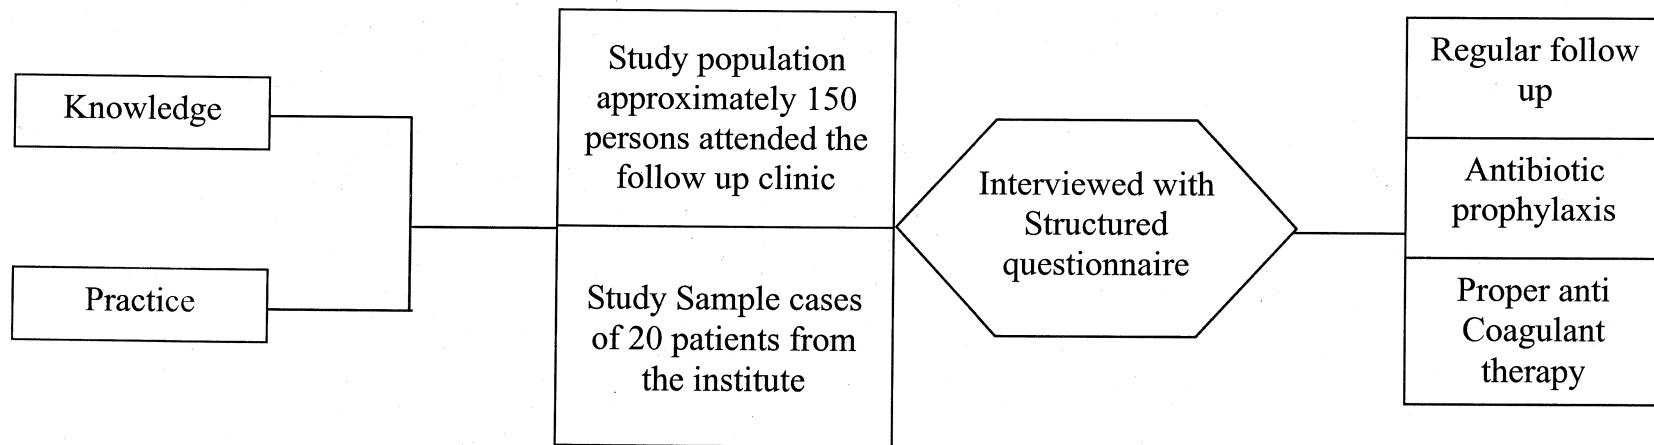 Knowledge
Practice
Study population
approximately 150
persons attended the
follow up clinic
Study Sample cases
of 20 patients from
the institute
Interviewed with
Structured
questionnaire
Regular follow
up
Antibiotic
prophylaxis
Proper anti
Coagulant
therapy